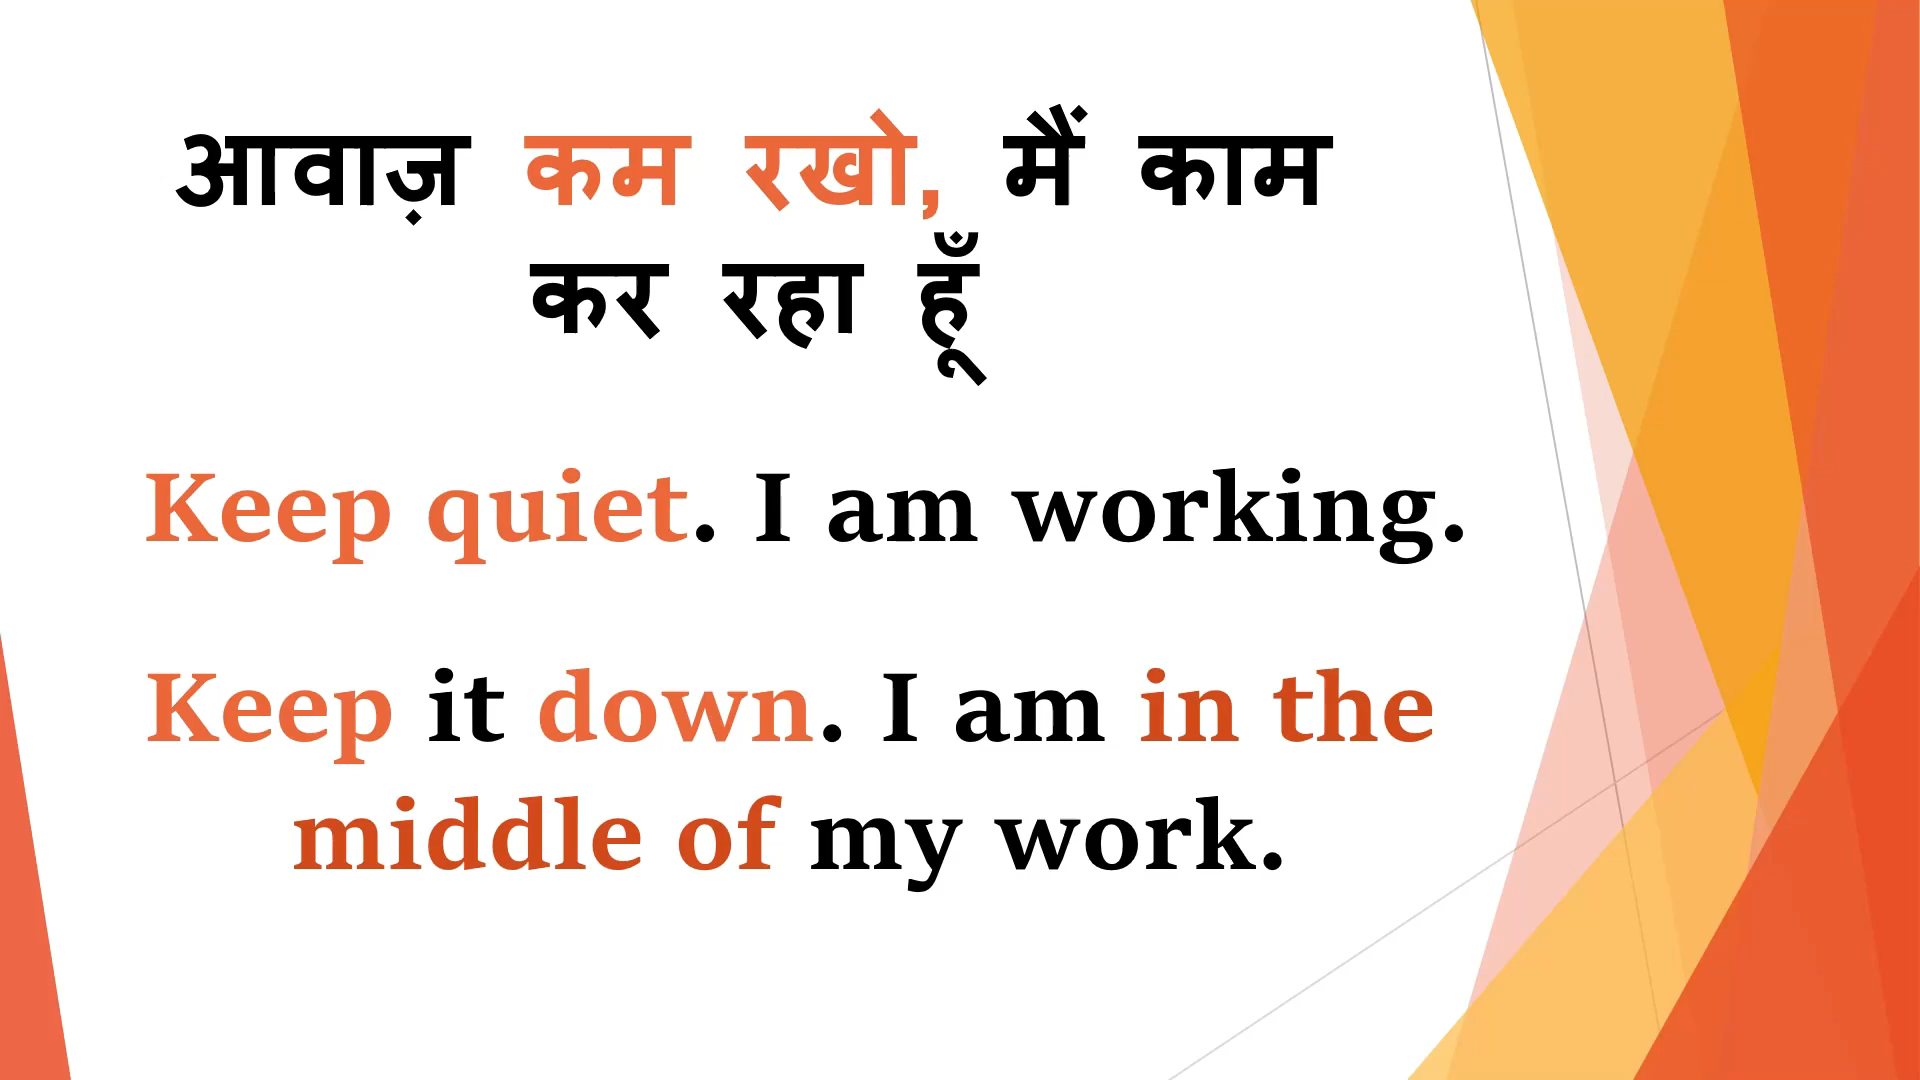 आवाज़ कम रखो, मैं काम
कर रहा हूँ
Keep quiet. I am working.
Keep it down. I am in the
middle of my work.